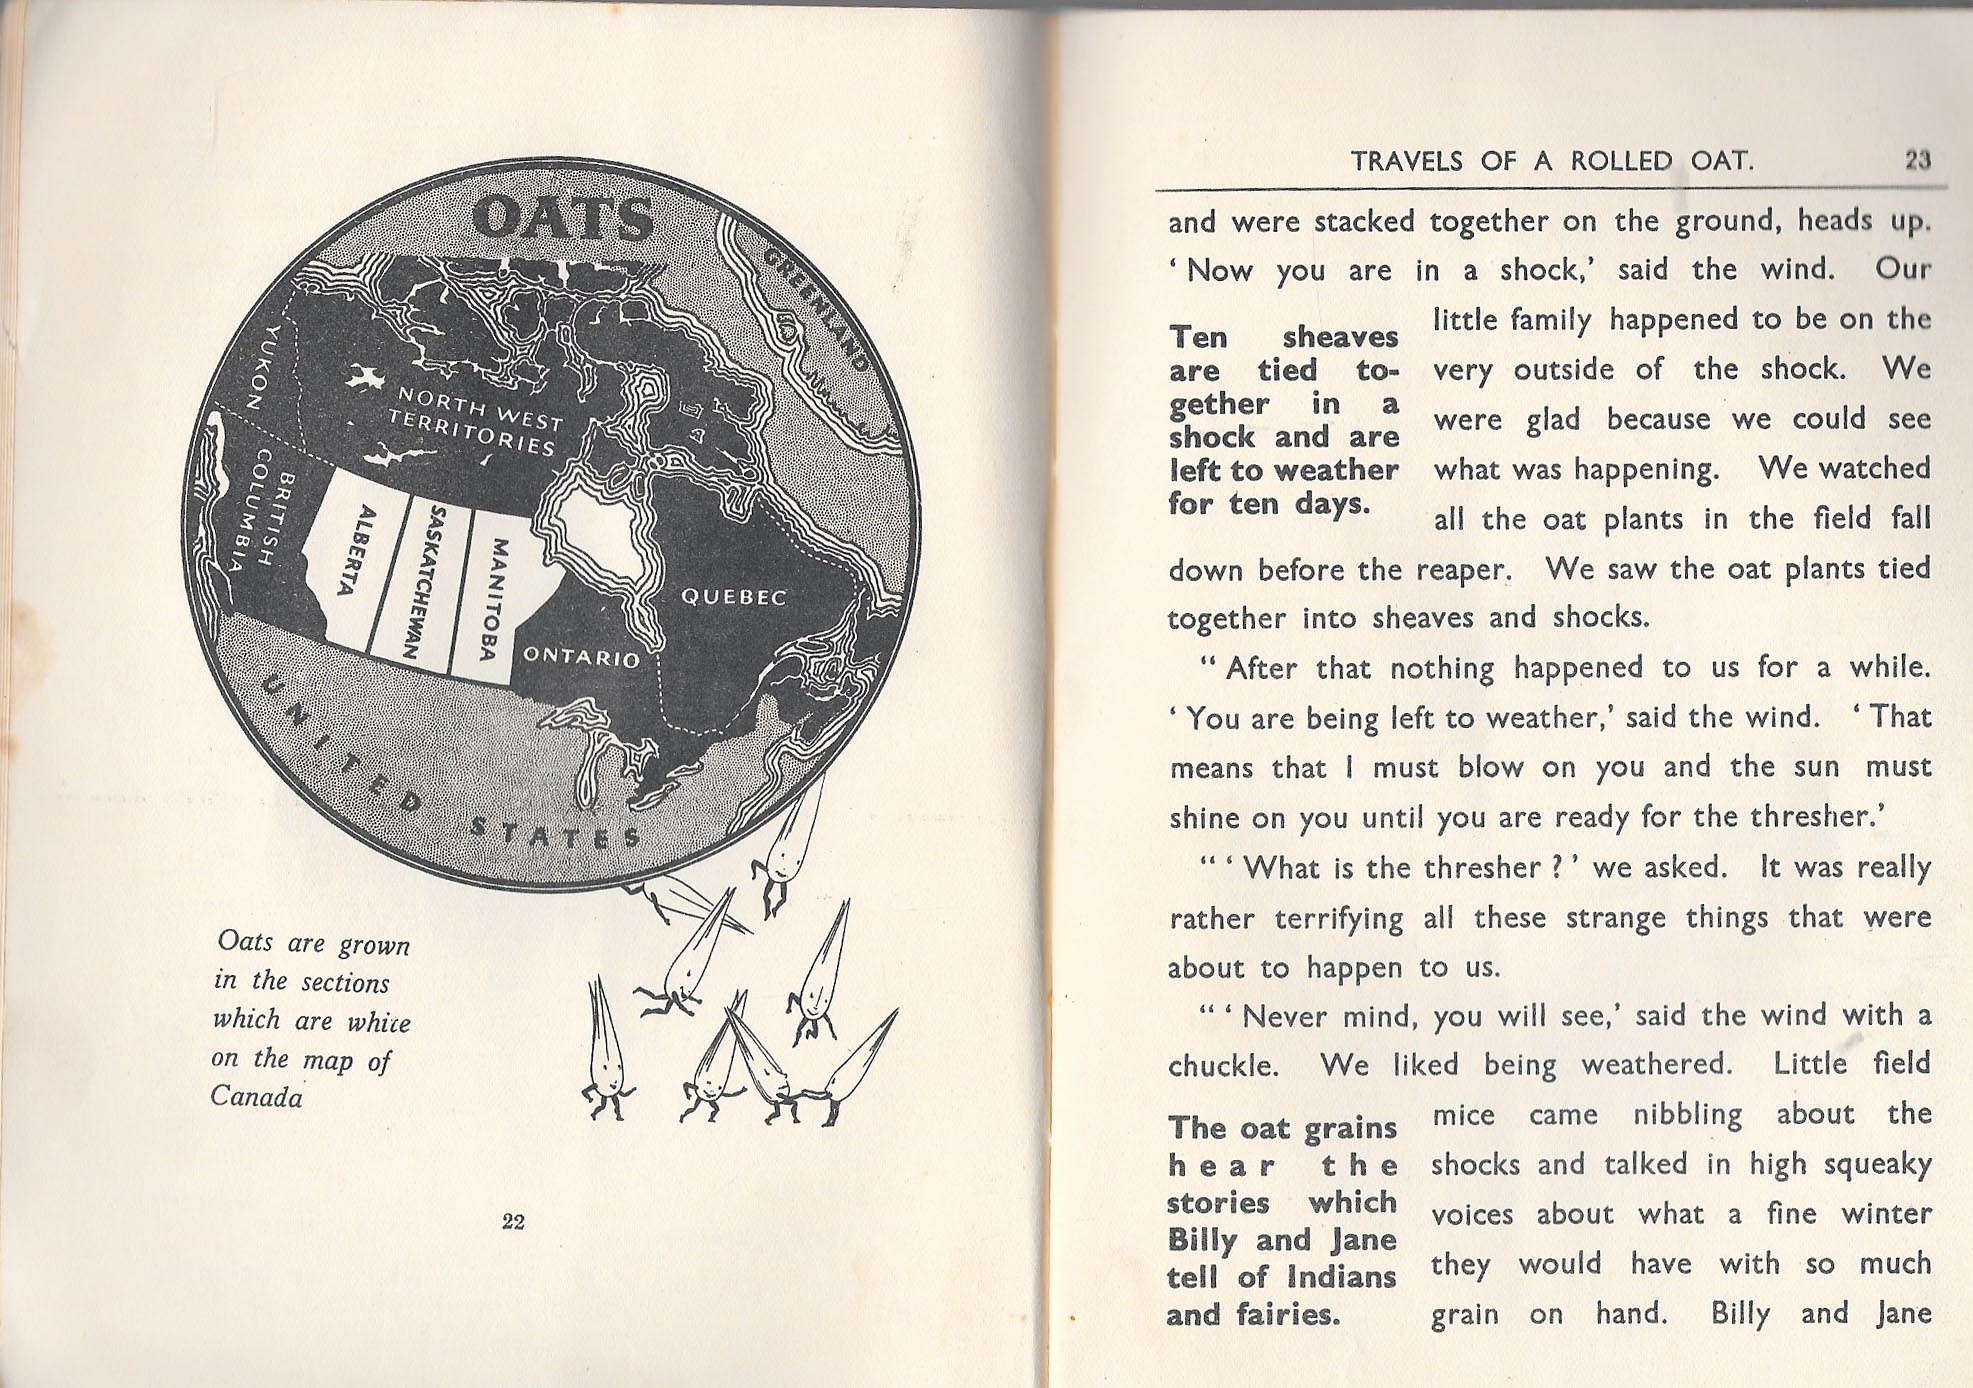 OATS
GREENLAND
YUKON
NORTH WEST
TERRITORIES
BRITISH
COLUMBIA
ALBERTA
SASKATCHEWAN
MANITOBA
QUEBEC
ONTARIO
UNITED STATES
Oats are grown
in the sections
which are white
on the map of
Canada
22
TRAVELS OF A ROLLED OAT. 23
and were stacked together on the ground, heads up.
‘ Now you are in a shock,’ said the wind. Our
Ten sheaves
are tied to-
gether in a
shock and are
left to weather
for ten days.
little family happened to be on the
very outside of the shock. We
were glad because we could see
what was happening. We watched
all the oat plants in the field fall
down before the reaper. We saw the oat plants tied
together into sheaves and shocks.
“ After that nothing happened to us for a while.
‘ You are being left to weather,’ said the wind. ‘ That
means that I must blow on you and the sun must
shine on you until you are ready for the thresher.’
“ ‘ What is the thresher ? ’ we asked. It was really
rather terrifying all these strange things that were
about to happen to us.
“ ‘ Never mind, you will see,’ said the wind with a
chuckle. We liked being weathered. Little field
The oat grains
hear the
stories which
Billy and Jane
tell of Indians
and fairies.
mice came nibbling about the
shocks and talked in high squeaky
voices about what a fine winter
they would have with so much
grain on hand. Billy and Jane